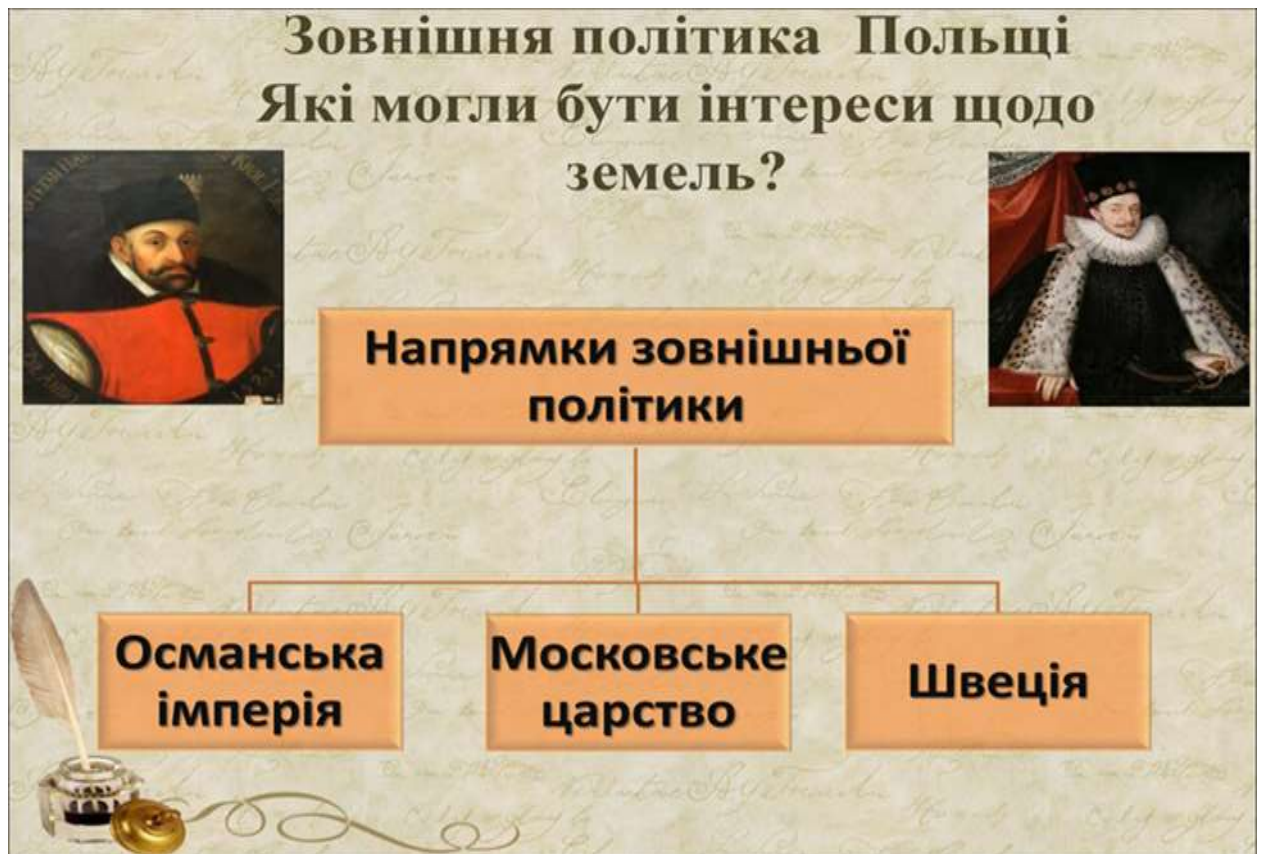 Зовнішня політика Польщі
Які могли бути інтереси щодо
земель?
Напрямки зовнішньої
політики
Османська
імперія
Московське
царство
Швеція